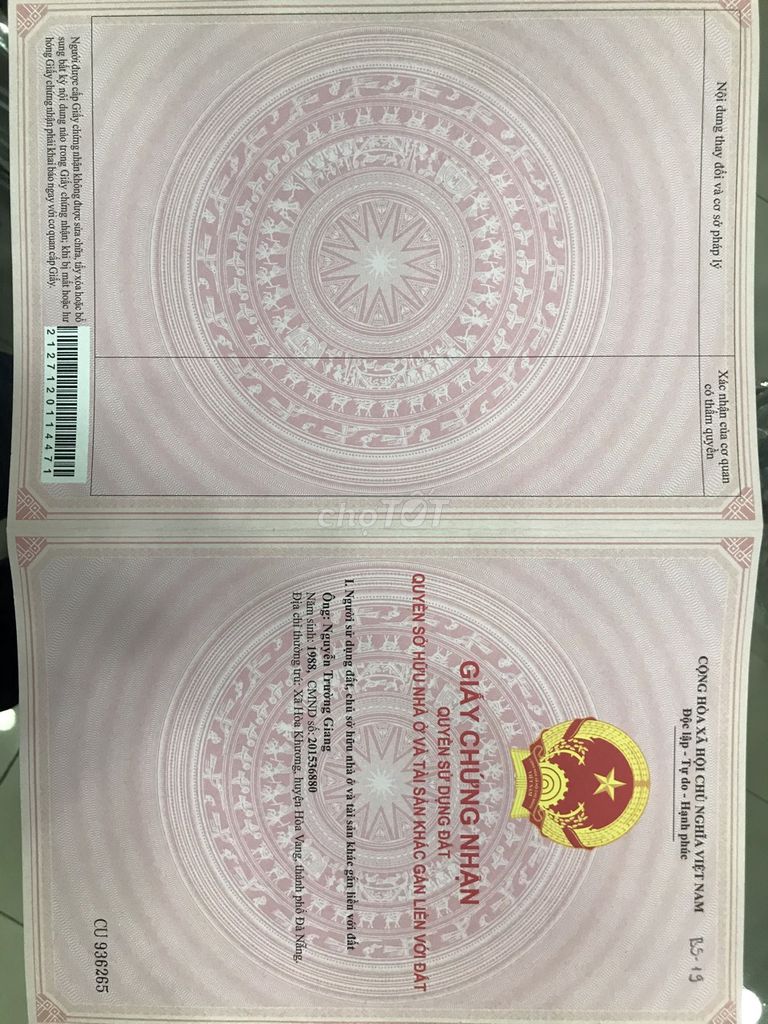 Nội dung thay đổi và cơ sở pháp lý
Xác nhận của cơ quan
có thẩm quyền
Người được cấp Giấy chứng nhận không được sửa chữa, tẩy xóa hoặc bổ
sung bất kỳ nội dung nào trong Giấy chứng nhận; khi bị mất hoặc hư
hỏng Giấy chứng nhận phải khai báo ngay với cơ quan cấp Giấy.
212712011 4471
chợTỐT
CỘNG HÒA XÃ HỘI CHỦ NGHĨA VIỆT NAM
Độc lập - Tự do - Hạnh phúc
BS-19
GIẤY CHỨNG NHẬN
QUYỀN SỬ DỤNG ĐẤT
QUYỀN SỞ HỮU NHÀ Ở VÀ TÀI SẢN KHÁC GẮN LIỀN VỚI ĐẤT
I. Người sử dụng đất, chủ sở hữu nhà ở và tài sản khác gắn liền với đất
Ông: Nguyễn Trường Giang
Năm sinh: 1988, CMND số: 201536880
Địa chỉ thường trú: Xã Hòa Khương, huyện Hòa Vang, thành phố Đà Nẵng.
CU 936265